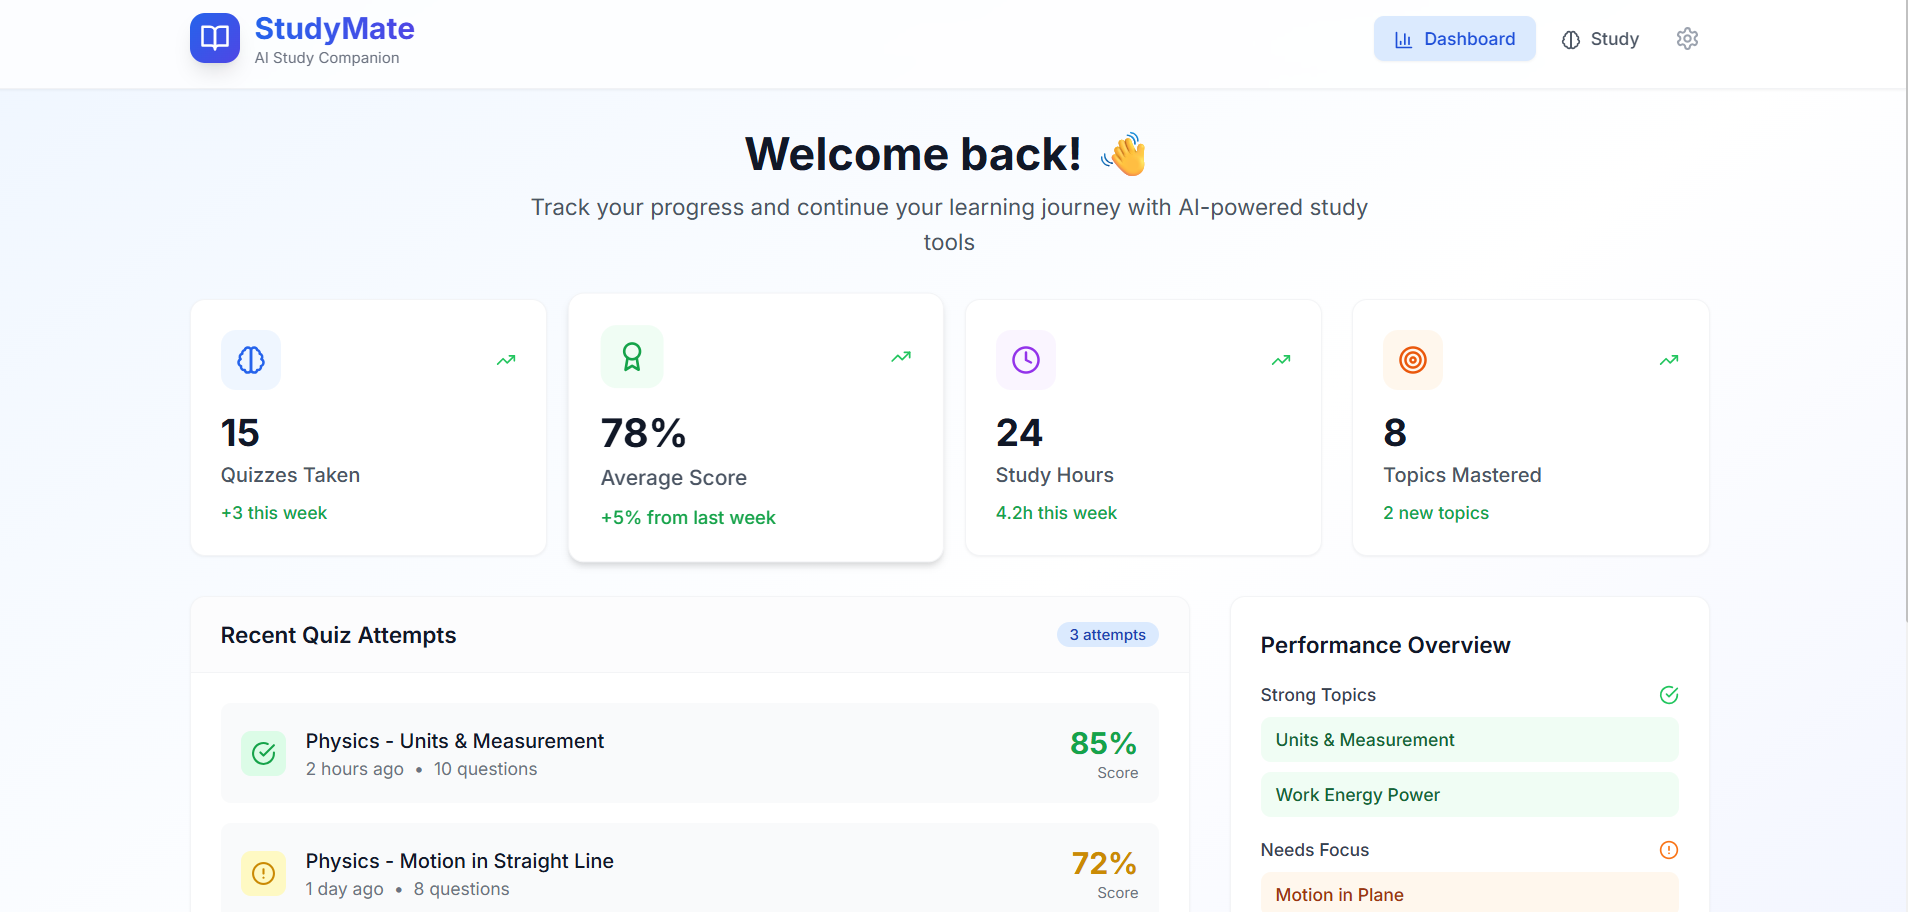 StudyMate
AI Study Companion
Dashboard
Study
Welcome back! 👋
Track your progress and continue your learning journey with AI-powered study
tools
15
Quizzes Taken
+3 this week
78%
Average Score
+5% from last week
24
Study Hours
4.2h this week
8
Topics Mastered
2 new topics
Recent Quiz Attempts
3 attempts
Physics - Units & Measurement
2 hours ago • 10 questions
85%
Score
Physics - Motion in Straight Line
1 day ago • 8 questions
72%
Score
Performance Overview
Strong Topics
Units & Measurement
Work Energy Power
Needs Focus
Motion in Plane